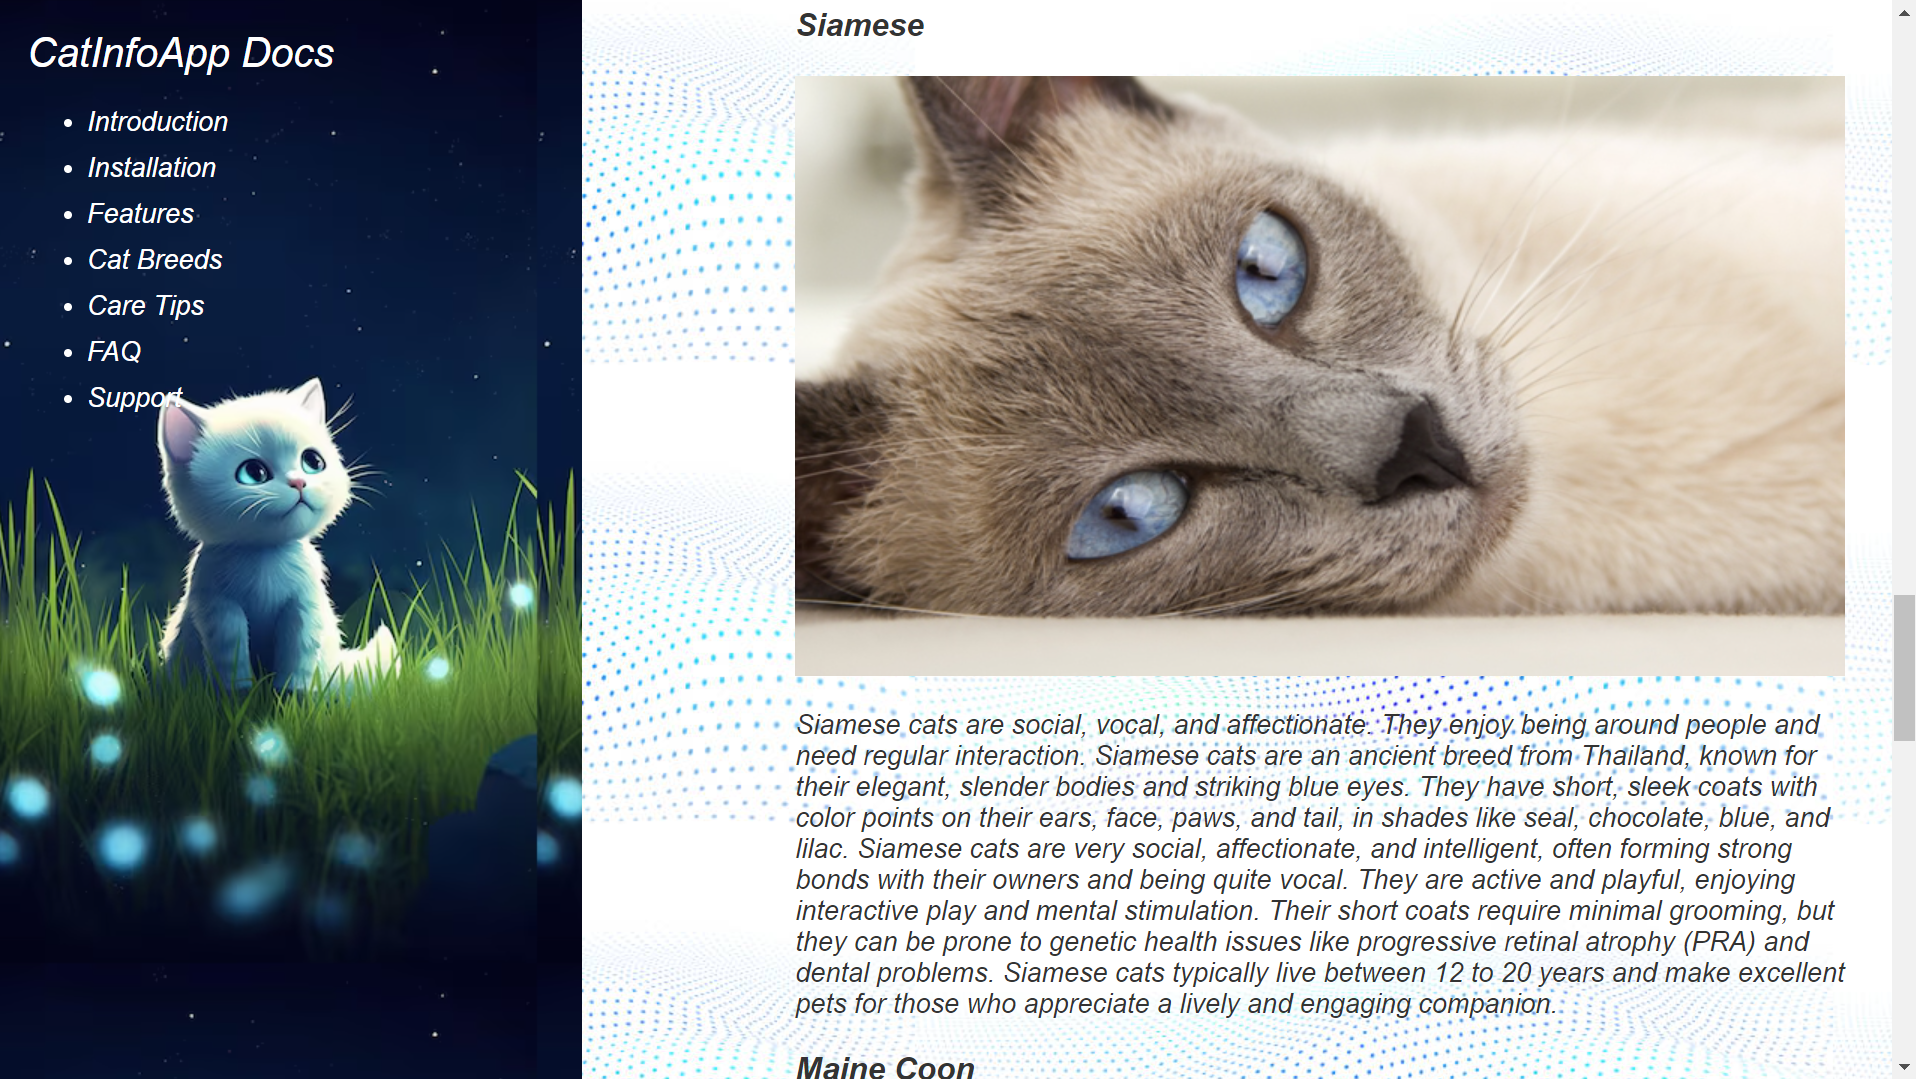 CatInfoApp Docs
Introduction
Installation
Features
Cat Breeds
Care Tips
FAQ
Support
Siamese
Siamese cats are social, vocal, and affectionate. They enjoy being around people and
need regular interaction. Siamese cats are an ancient breed from Thailand, known for
their elegant, slender bodies and striking blue eyes. They have short, sleek coats with
color points on their ears, face, paws, and tail, in shades like seal, chocolate, blue, and
lilac. Siamese cats are very social, affectionate, and intelligent, often forming strong
bonds with their owners and being quite vocal. They are active and playful, enjoying
interactive play and mental stimulation. Their short coats require minimal grooming, but
they can be prone to genetic health issues like progressive retinal atrophy (PRA) and
dental problems. Siamese cats typically live between 12 to 20 years and make excellent
pets for those who appreciate a lively and engaging companion.
Maine Coon